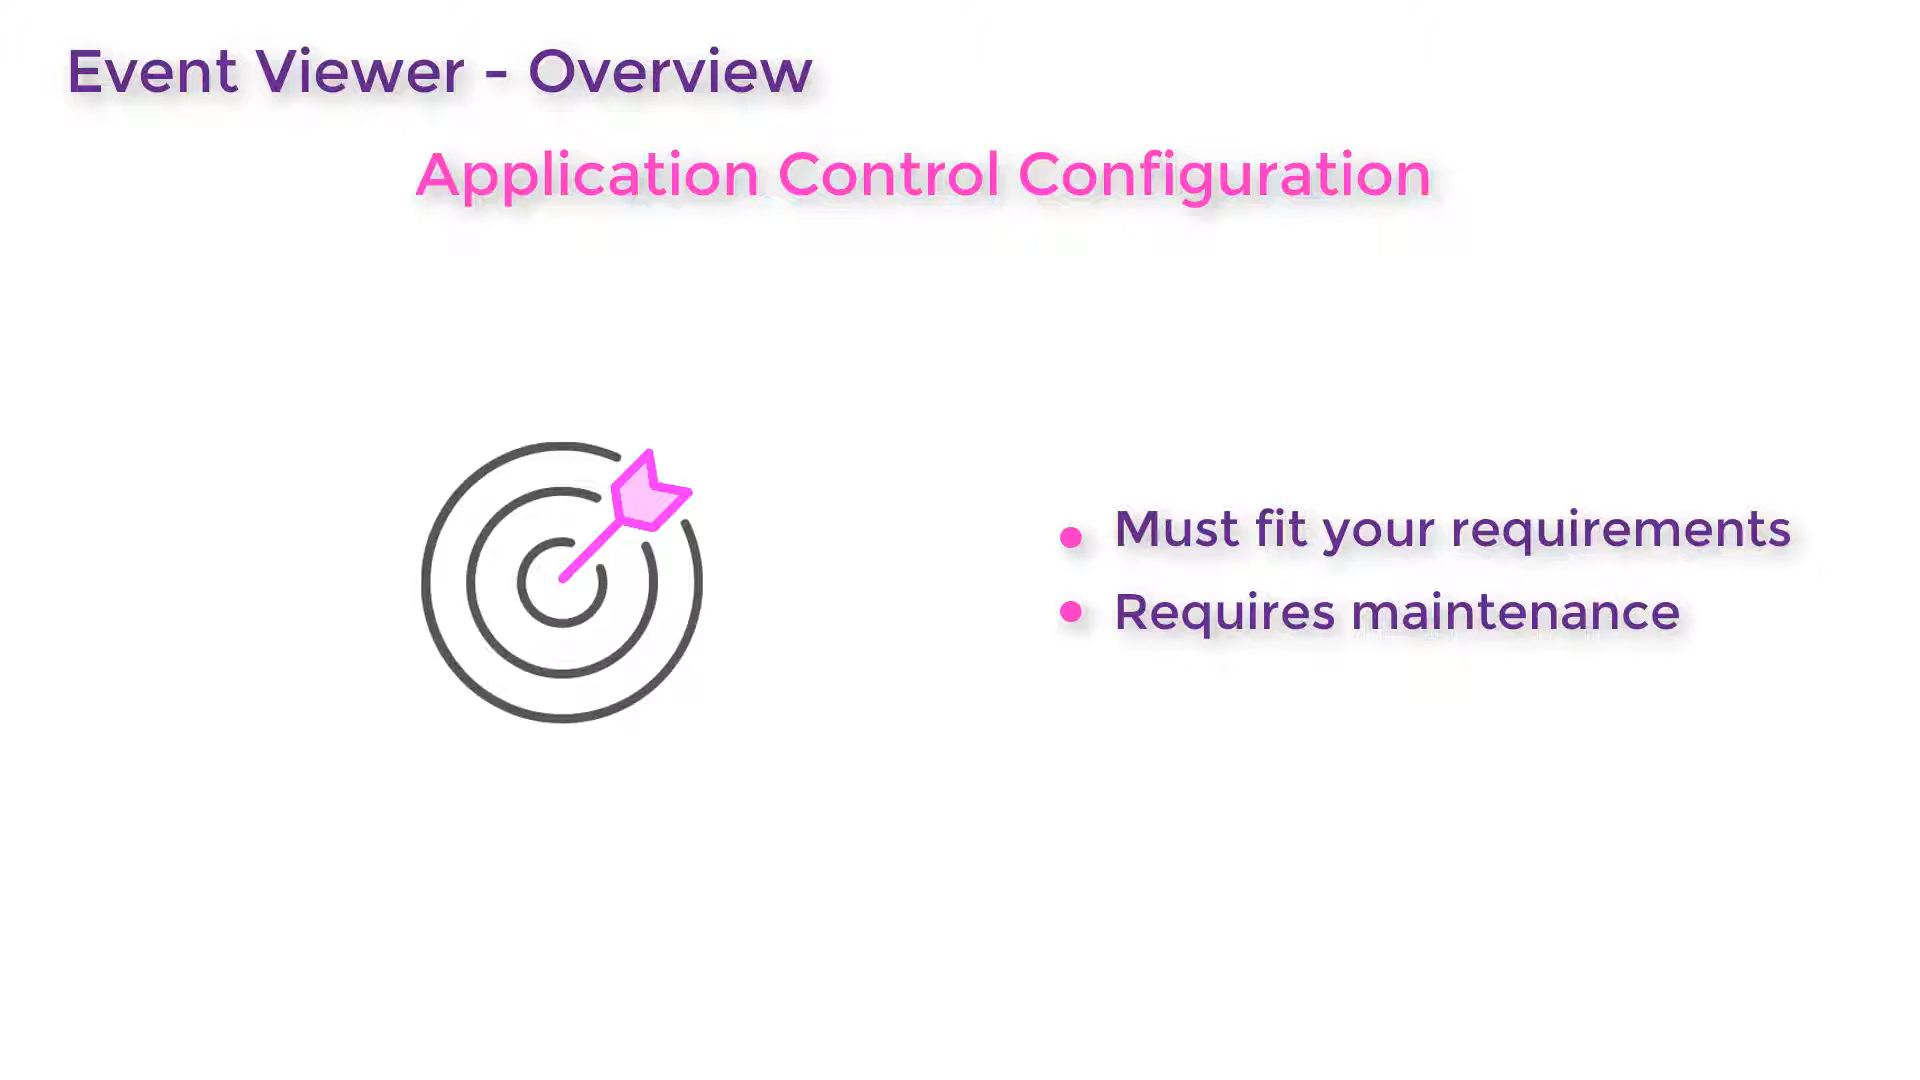 Event Viewer - Overview
Application Control Configuration
Must fit your requirements
Requires maintenance